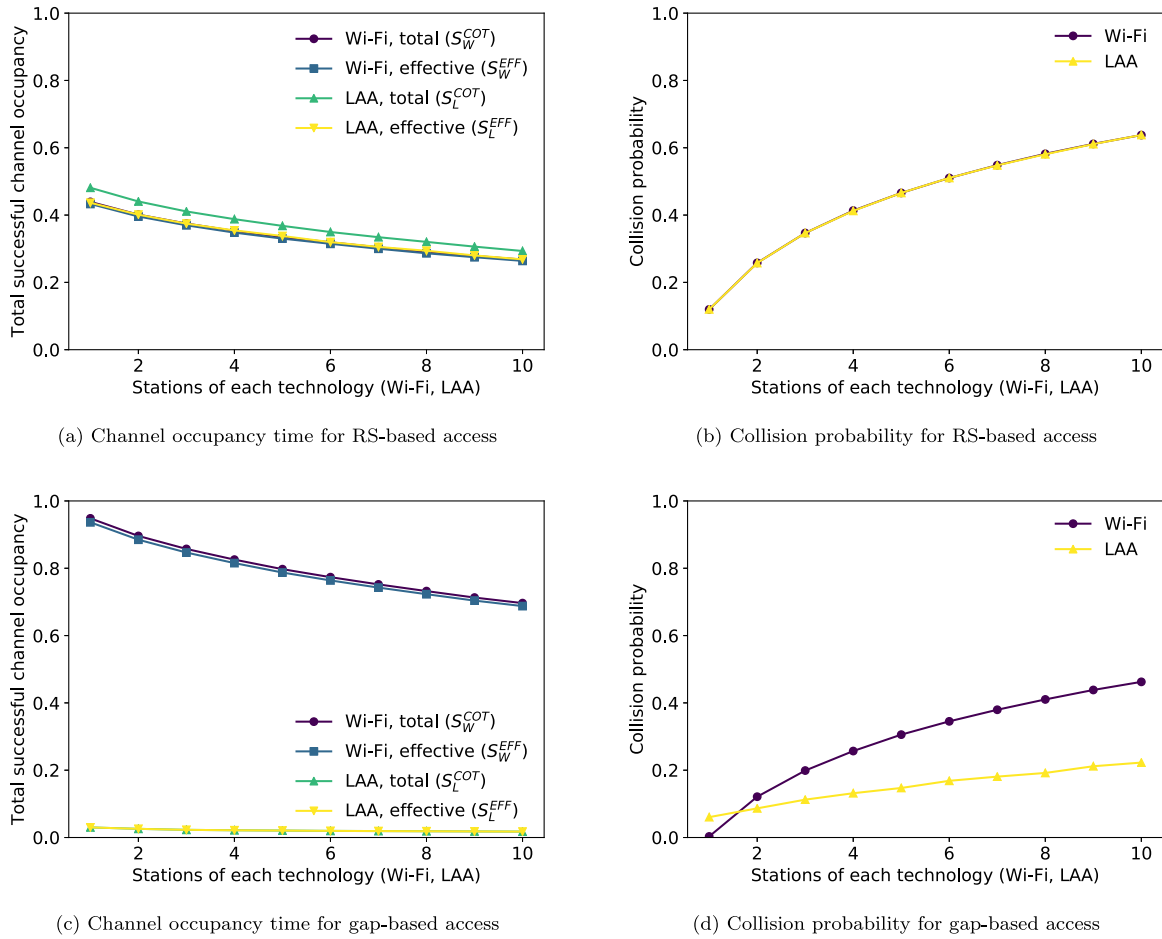 Total successful channel occupancy
1.0
0.8
0.6
0.4
0.2
0.0
Wi-Fi, total (S_W^COT)
Wi-Fi, effective (S_W^EFF)
LAA, total (S_L^COT)
LAA, effective (S_L^EFF)
2 4 6 8 10
Stations of each technology (Wi-Fi, LAA)
(a) Channel occupancy time for RS-based access
Collision probability
1.0
0.8
0.6
0.4
0.2
0.0
Wi-Fi
LAA
2 4 6 8 10
Stations of each technology (Wi-Fi, LAA)
(b) Collision probability for RS-based access
Total successful channel occupancy
1.0
0.8
0.6
0.4
0.2
0.0
Wi-Fi, total (S_W^COT)
Wi-Fi, effective (S_W^EFF)
LAA, total (S_L^COT)
LAA, effective (S_L^EFF)
2 4 6 8 10
Stations of each technology (Wi-Fi, LAA)
(c) Channel occupancy time for gap-based access
Collision probability
1.0
0.8
0.6
0.4
0.2
0.0
Wi-Fi
LAA
2 4 6 8 10
Stations of each technology (Wi-Fi, LAA)
(d) Collision probability for gap-based access